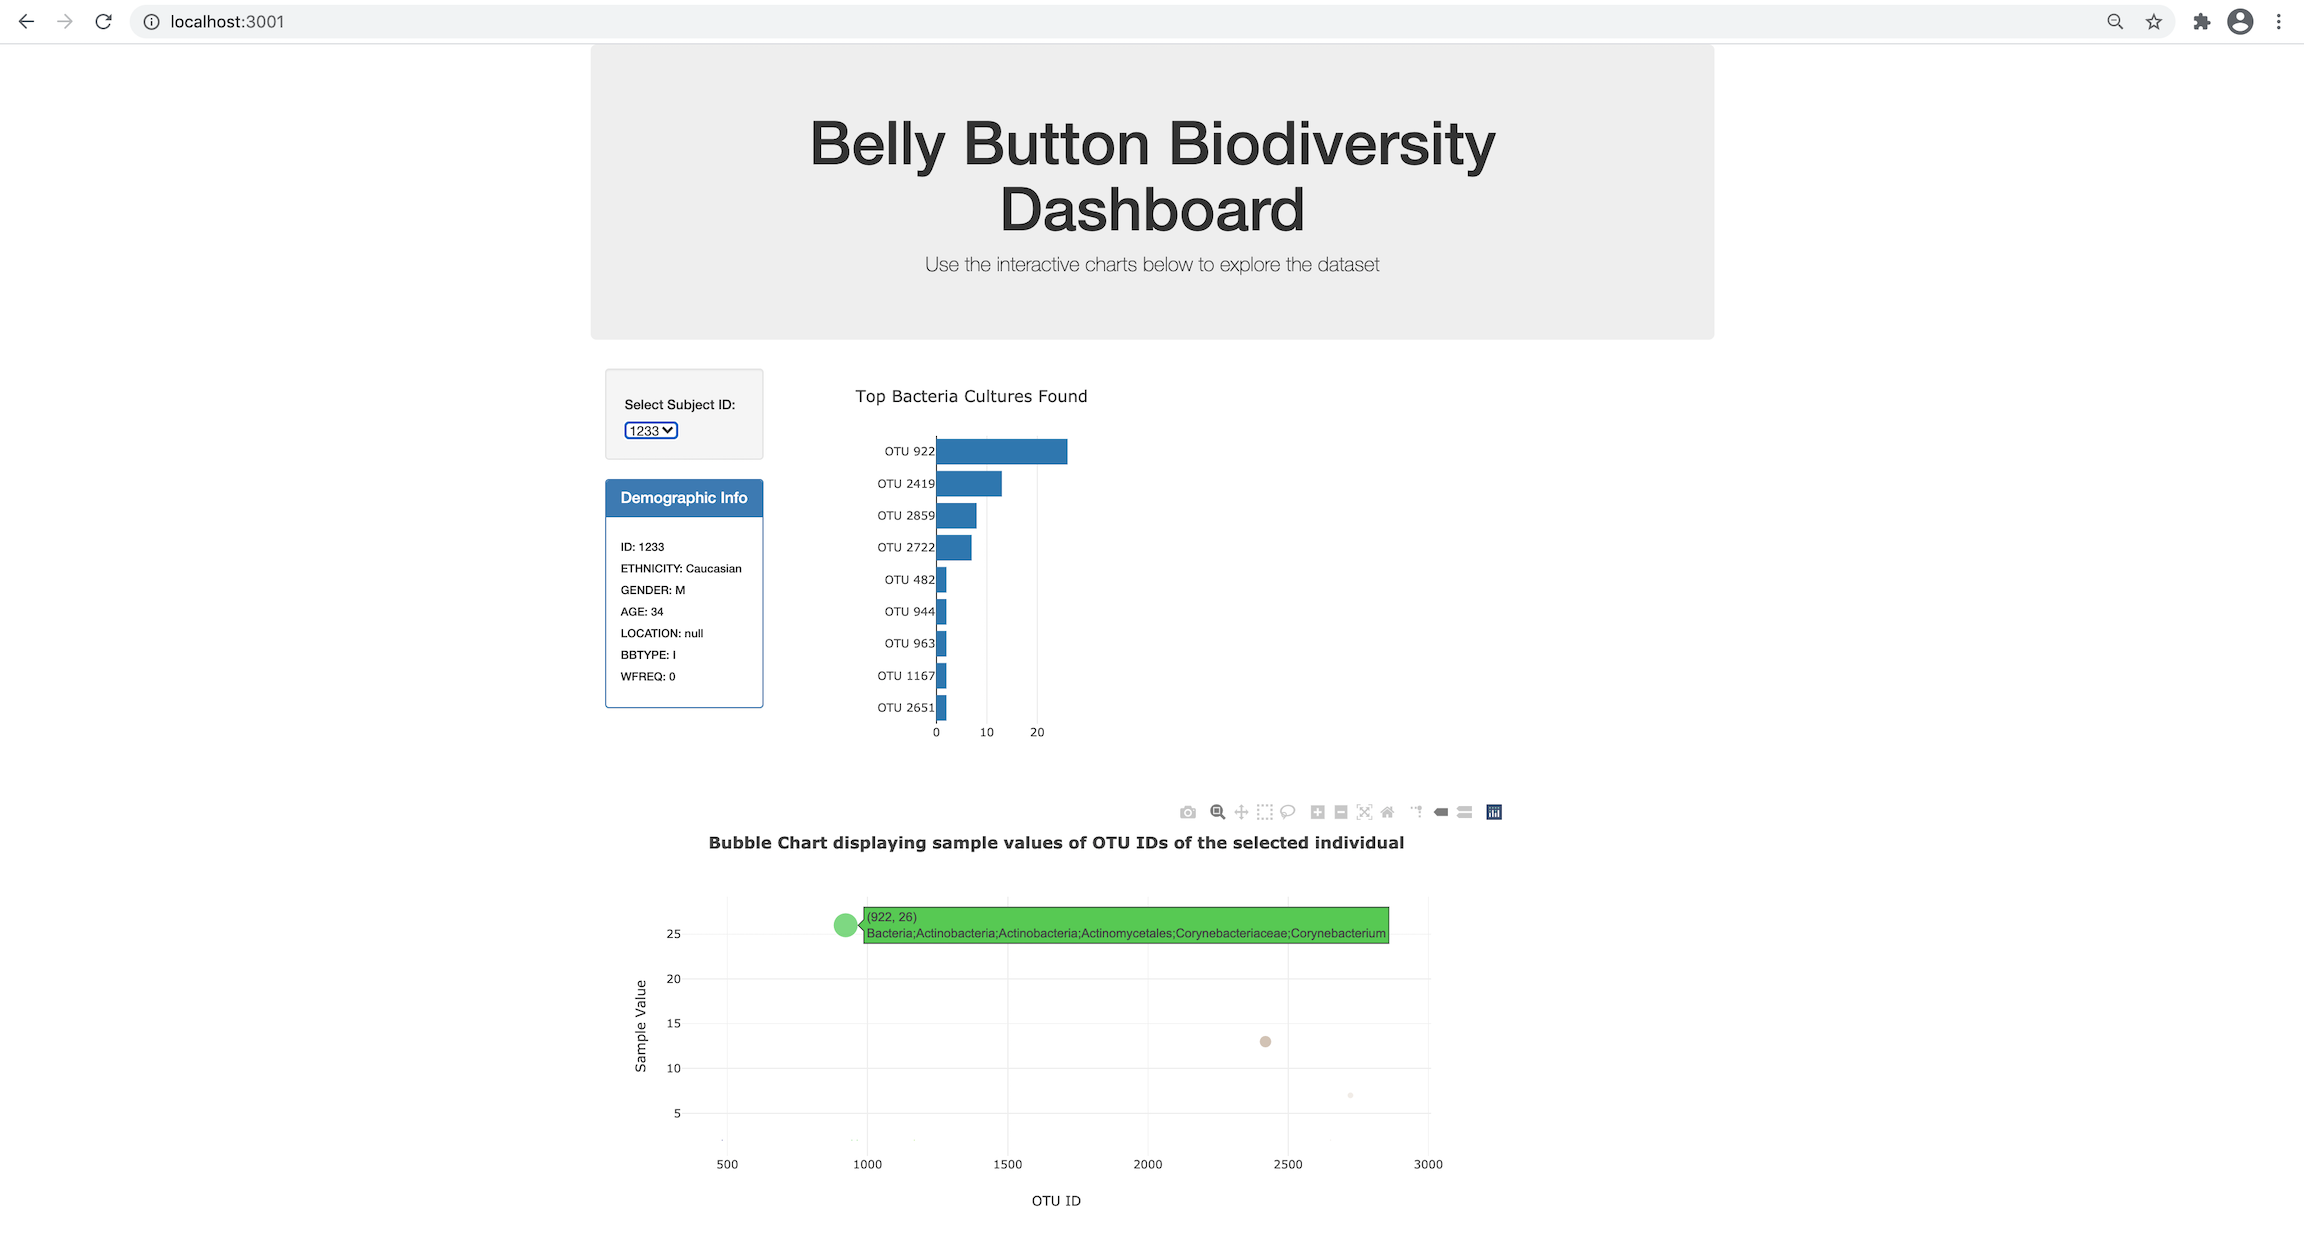 localhost:3001
Belly Button Biodiversity
Dashboard
Use the interactive charts below to explore the dataset
Select Subject ID:
1233
Demographic Info
ID: 1233
ETHNICITY: Caucasian
GENDER: M
AGE: 34
LOCATION: null
BBTYPE: I
WFREQ: 0
Top Bacteria Cultures Found
OTU 922
OTU 2419
OTU 2859
OTU 2722
OTU 482
OTU 944
OTU 963
OTU 1167
OTU 2651
0 10 20
Bubble Chart displaying sample values of OTU IDs of the selected individual
(922, 26)
Bacteria;Actinobacteria;Actinobacteria;Actinomycetales;Corynebacteriaceae;Corynebacterium
Sample Value
25
20
15
10
5
500 1000 1500 2000 2500 3000
OTU ID